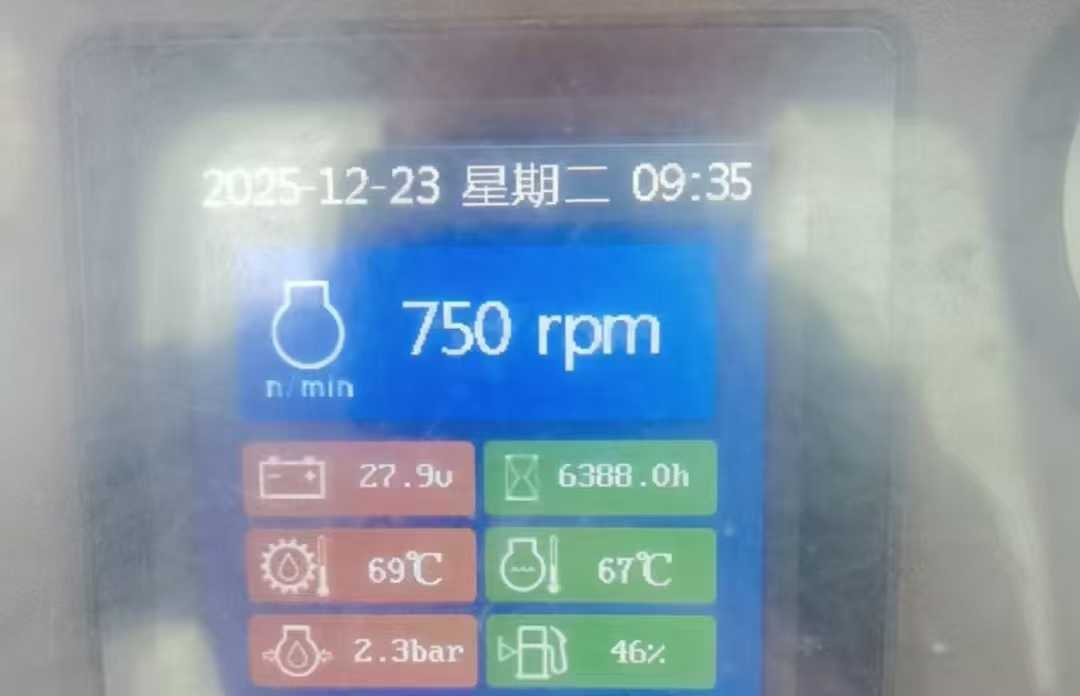 2025-12-23 星期二 09:35
750 rpm
n/min
27.9v 6388.0h
69℃ 67℃
2.3bar 46%